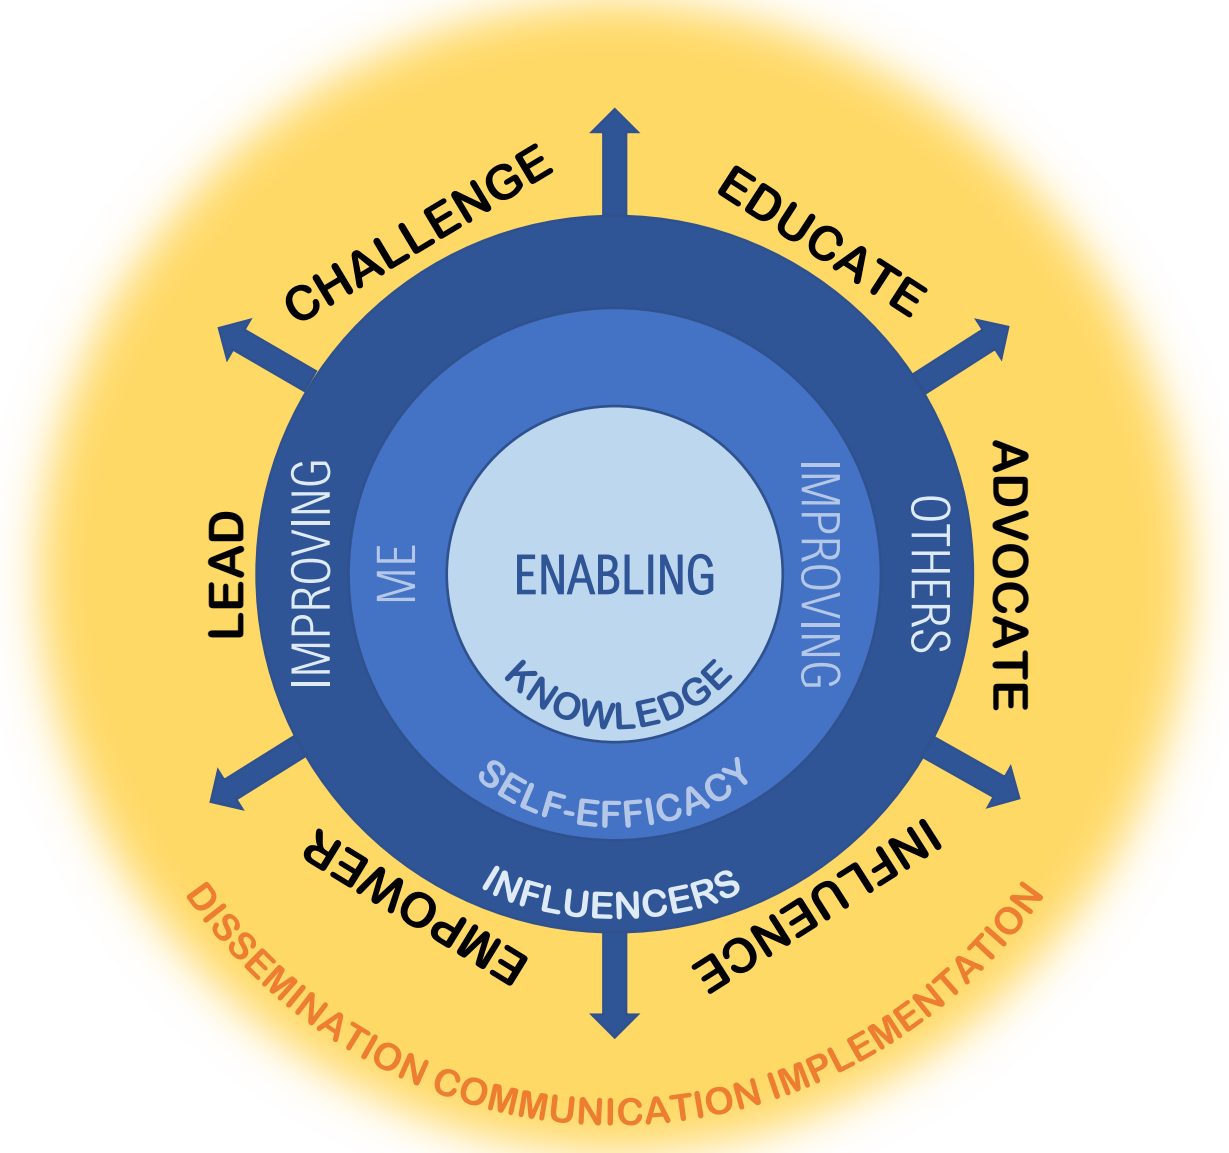 CHALLENGE
EDUCATE
ADVOCATE
INFLUENCE
EMPOWER
LEAD
IMPROVING
OTHERS
ME
IMPROVING
ENABLING
KNOWLEDGE
SELF-EFFICACY
INFLUENCERS
DISSEMINATION COMMUNICATION IMPLEMENTATION